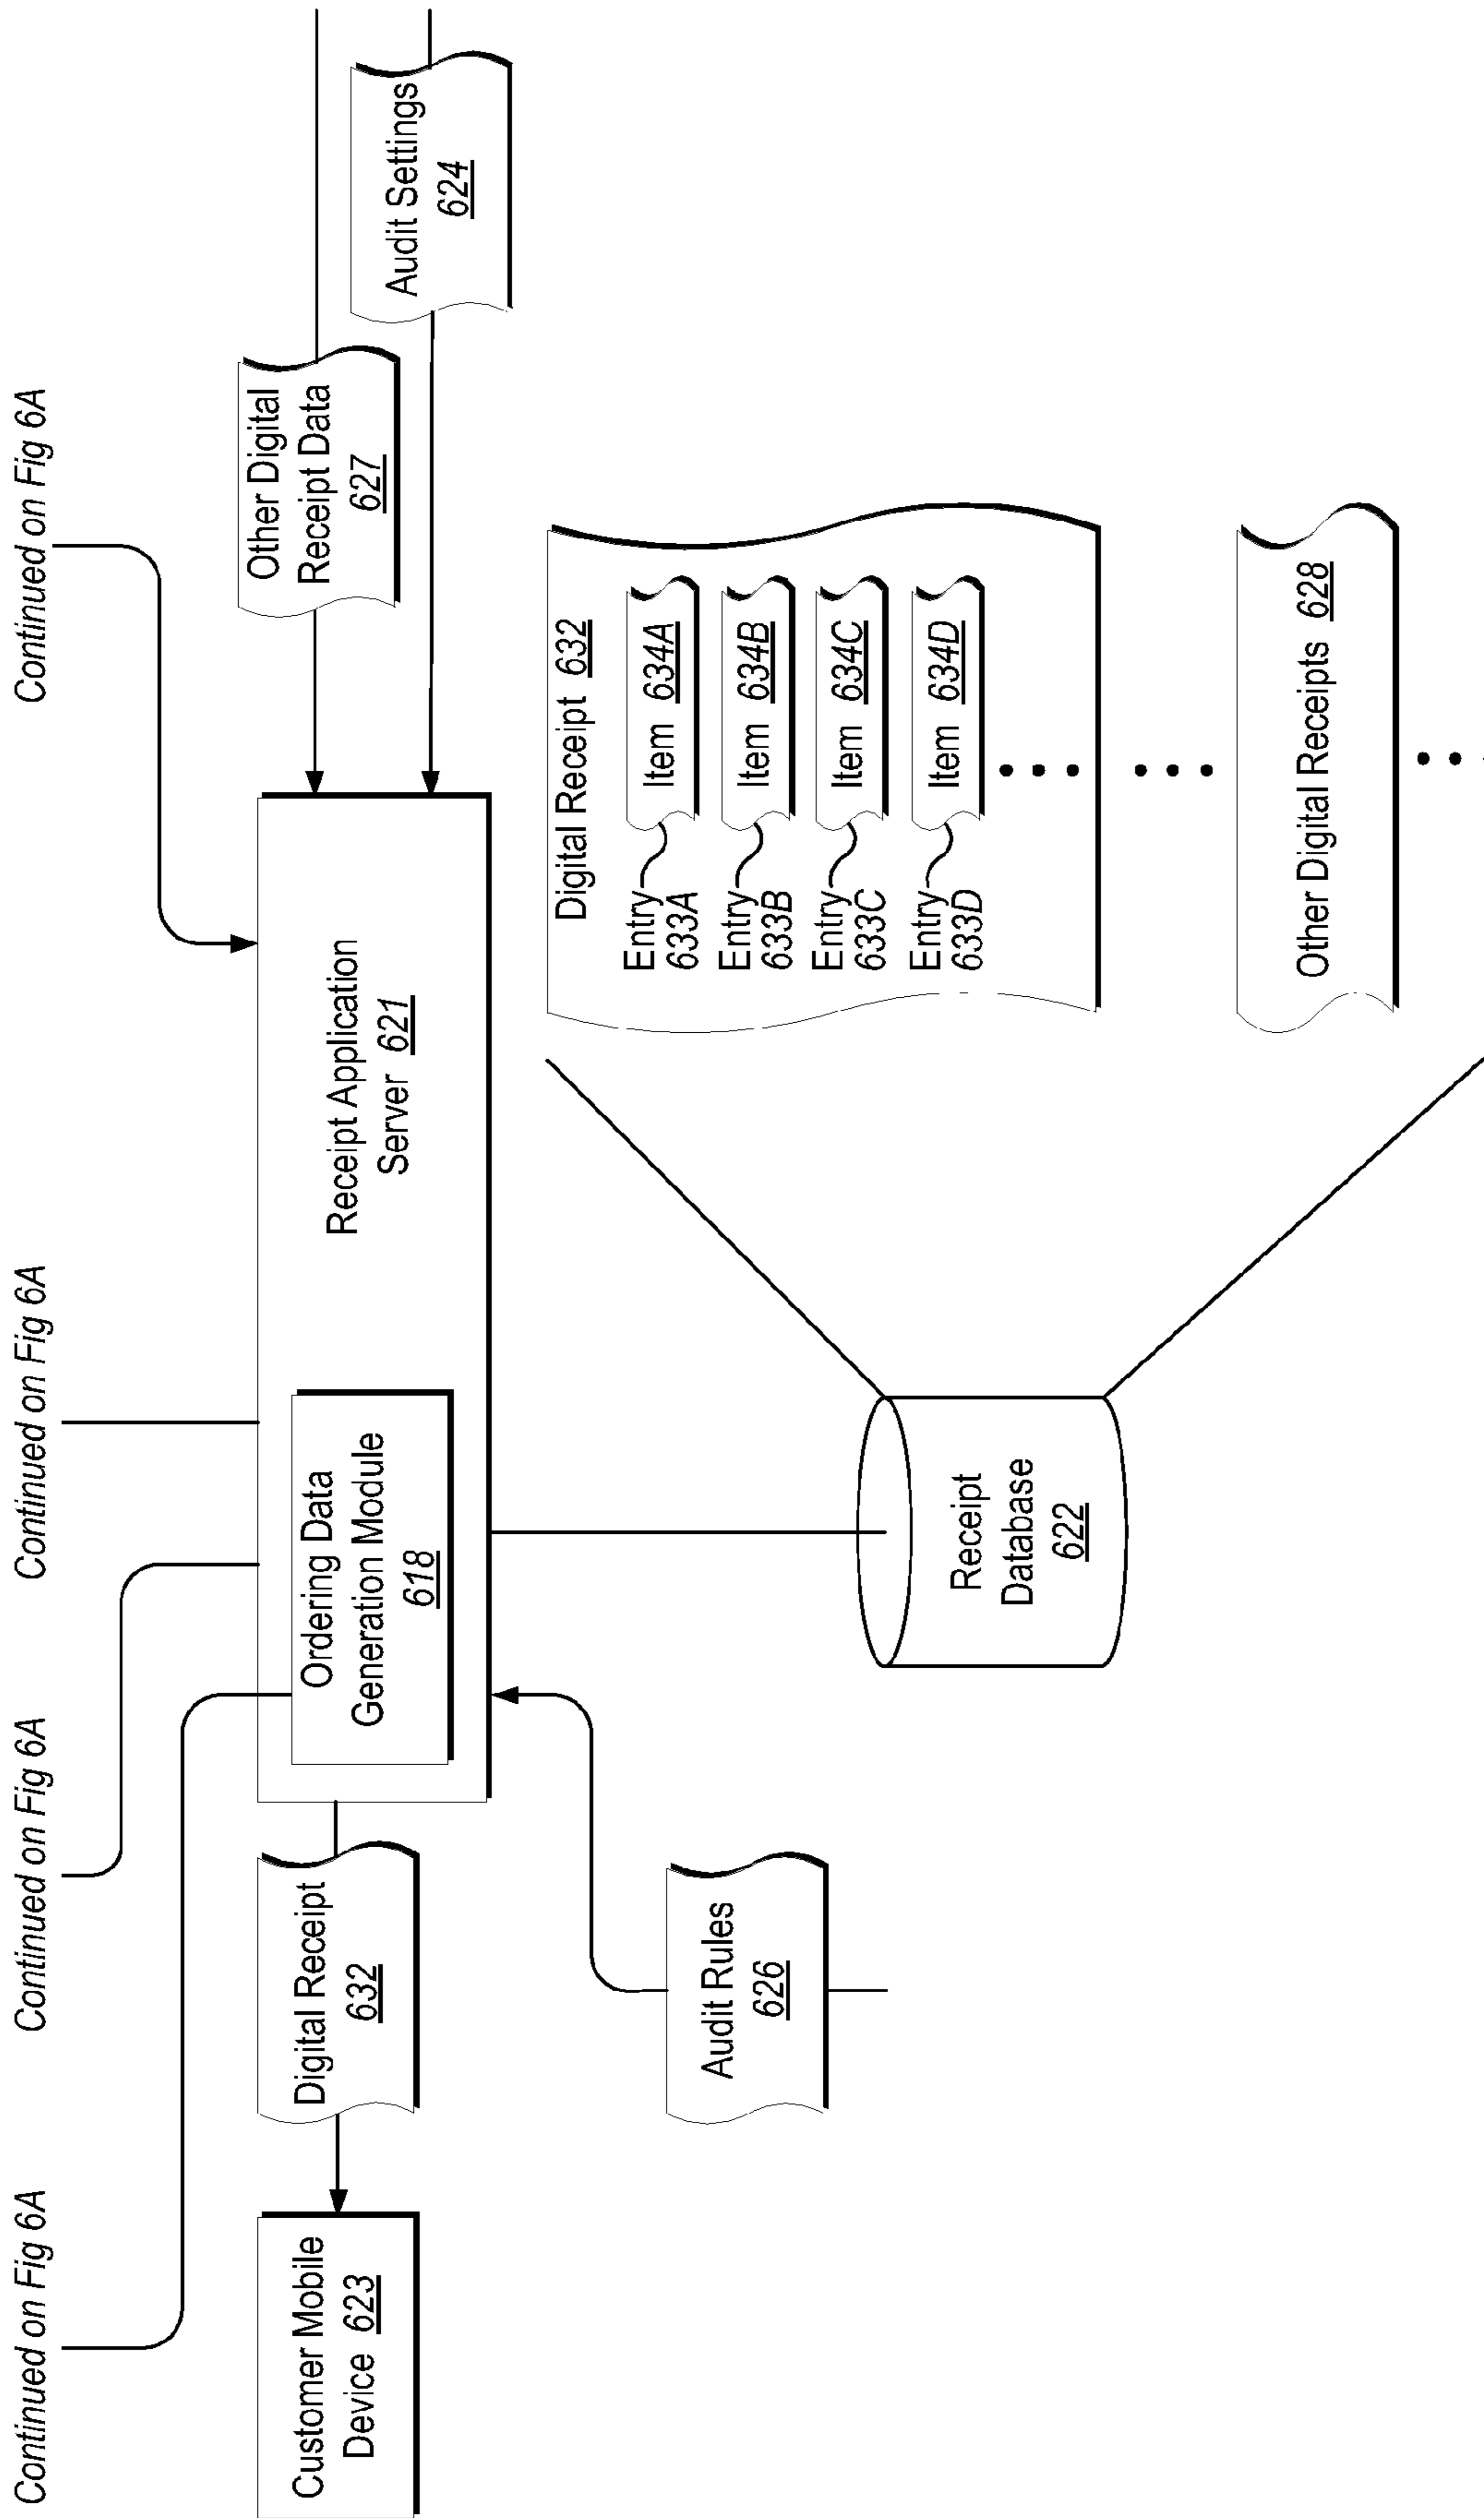 Continued on Fig 6A
Continued on Fig 6A
Continued on Fig 6A
Continued on Fig 6A
Customer Mobile
Device 623
Digital Receipt
632
Ordering Data
Generation Module
618
Receipt Application
Server 621
Other Digital
Receipt Data
627
Audit Settings
624
Audit Rules
626
Receipt
Database
622
Digital Receipt 632
Entry
633A
Item 634A
Entry
633B
Item 634B
Entry
633C
Item 634C
Entry
633D
Item 634D
Other Digital Receipts 628